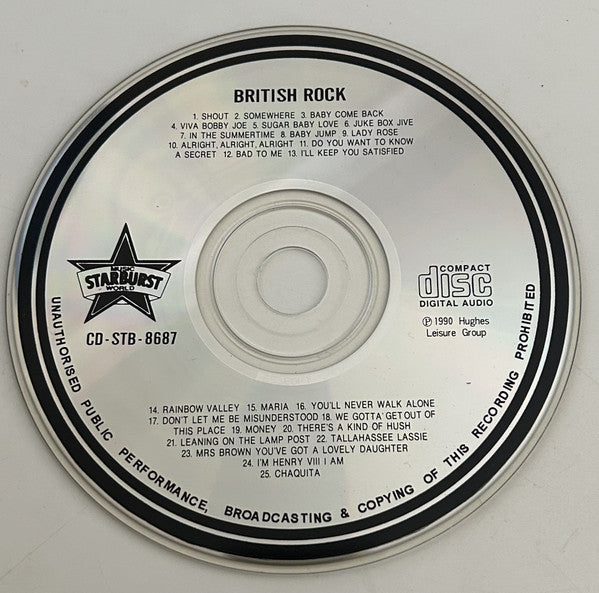 BRITISH ROCK
1. SHOUT 2. SOMEWHERE 3. BABY COME BACK
4. VIVA BOBBY JOE 5. SUGAR BABY LOVE 6. JUKE BOX JIVE
7. IN THE SUMMERTIME 8. BABY JUMP 9. LADY ROSE
10. ALRIGHT, ALRIGHT, ALRIGHT 11. DO YOU WANT TO KNOW
A SECRET 12. BAD TO ME 13. I'LL KEEP YOU SATISFIED
MUSIC
STARBURST
WORLD
CD-STB-8687
COMPACT
disc
DIGITAL AUDIO
℗ 1990 Hughes
Leisure Group
14. RAINBOW VALLEY 15. MARIA 16. YOU'LL NEVER WALK ALONE
17. DON'T LET ME BE MISUNDERSTOOD 18. WE GOTTA GET OUT OF
THIS PLACE 19. MONEY 20. THERE'S A KIND OF HUSH
21. LEANING ON THE LAMP POST 22. TALLAHASSEE LASSIE
23. MRS BROWN YOU'VE GOT A LOVELY DAUGHTER
24. I'M HENRY VIII I AM
25. CHAQUITA
UNAUTHORISED PUBLIC PERFORMANCE, BROADCASTING & COPYING OF THIS RECORDING PROHIBITED